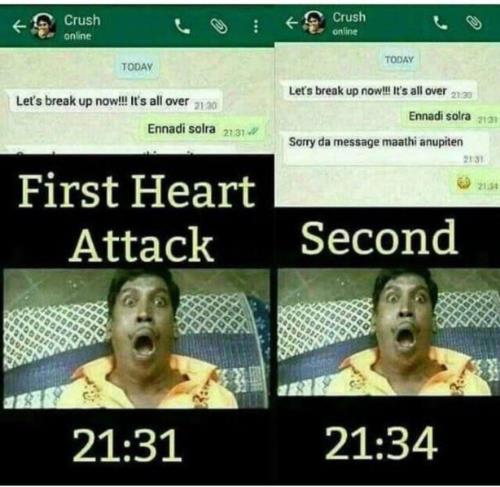 Crush
online
TODAY
Let's break up now!!! It's all over 21:30
Ennadi solra 21:31
First Heart
Attack
21:31
Crush
online
TODAY
Let's break up now!!! It's all over 21:30
Ennadi solra 21:31
Sorry da message maathi anupiten
21:31
21:34
Second
21:34